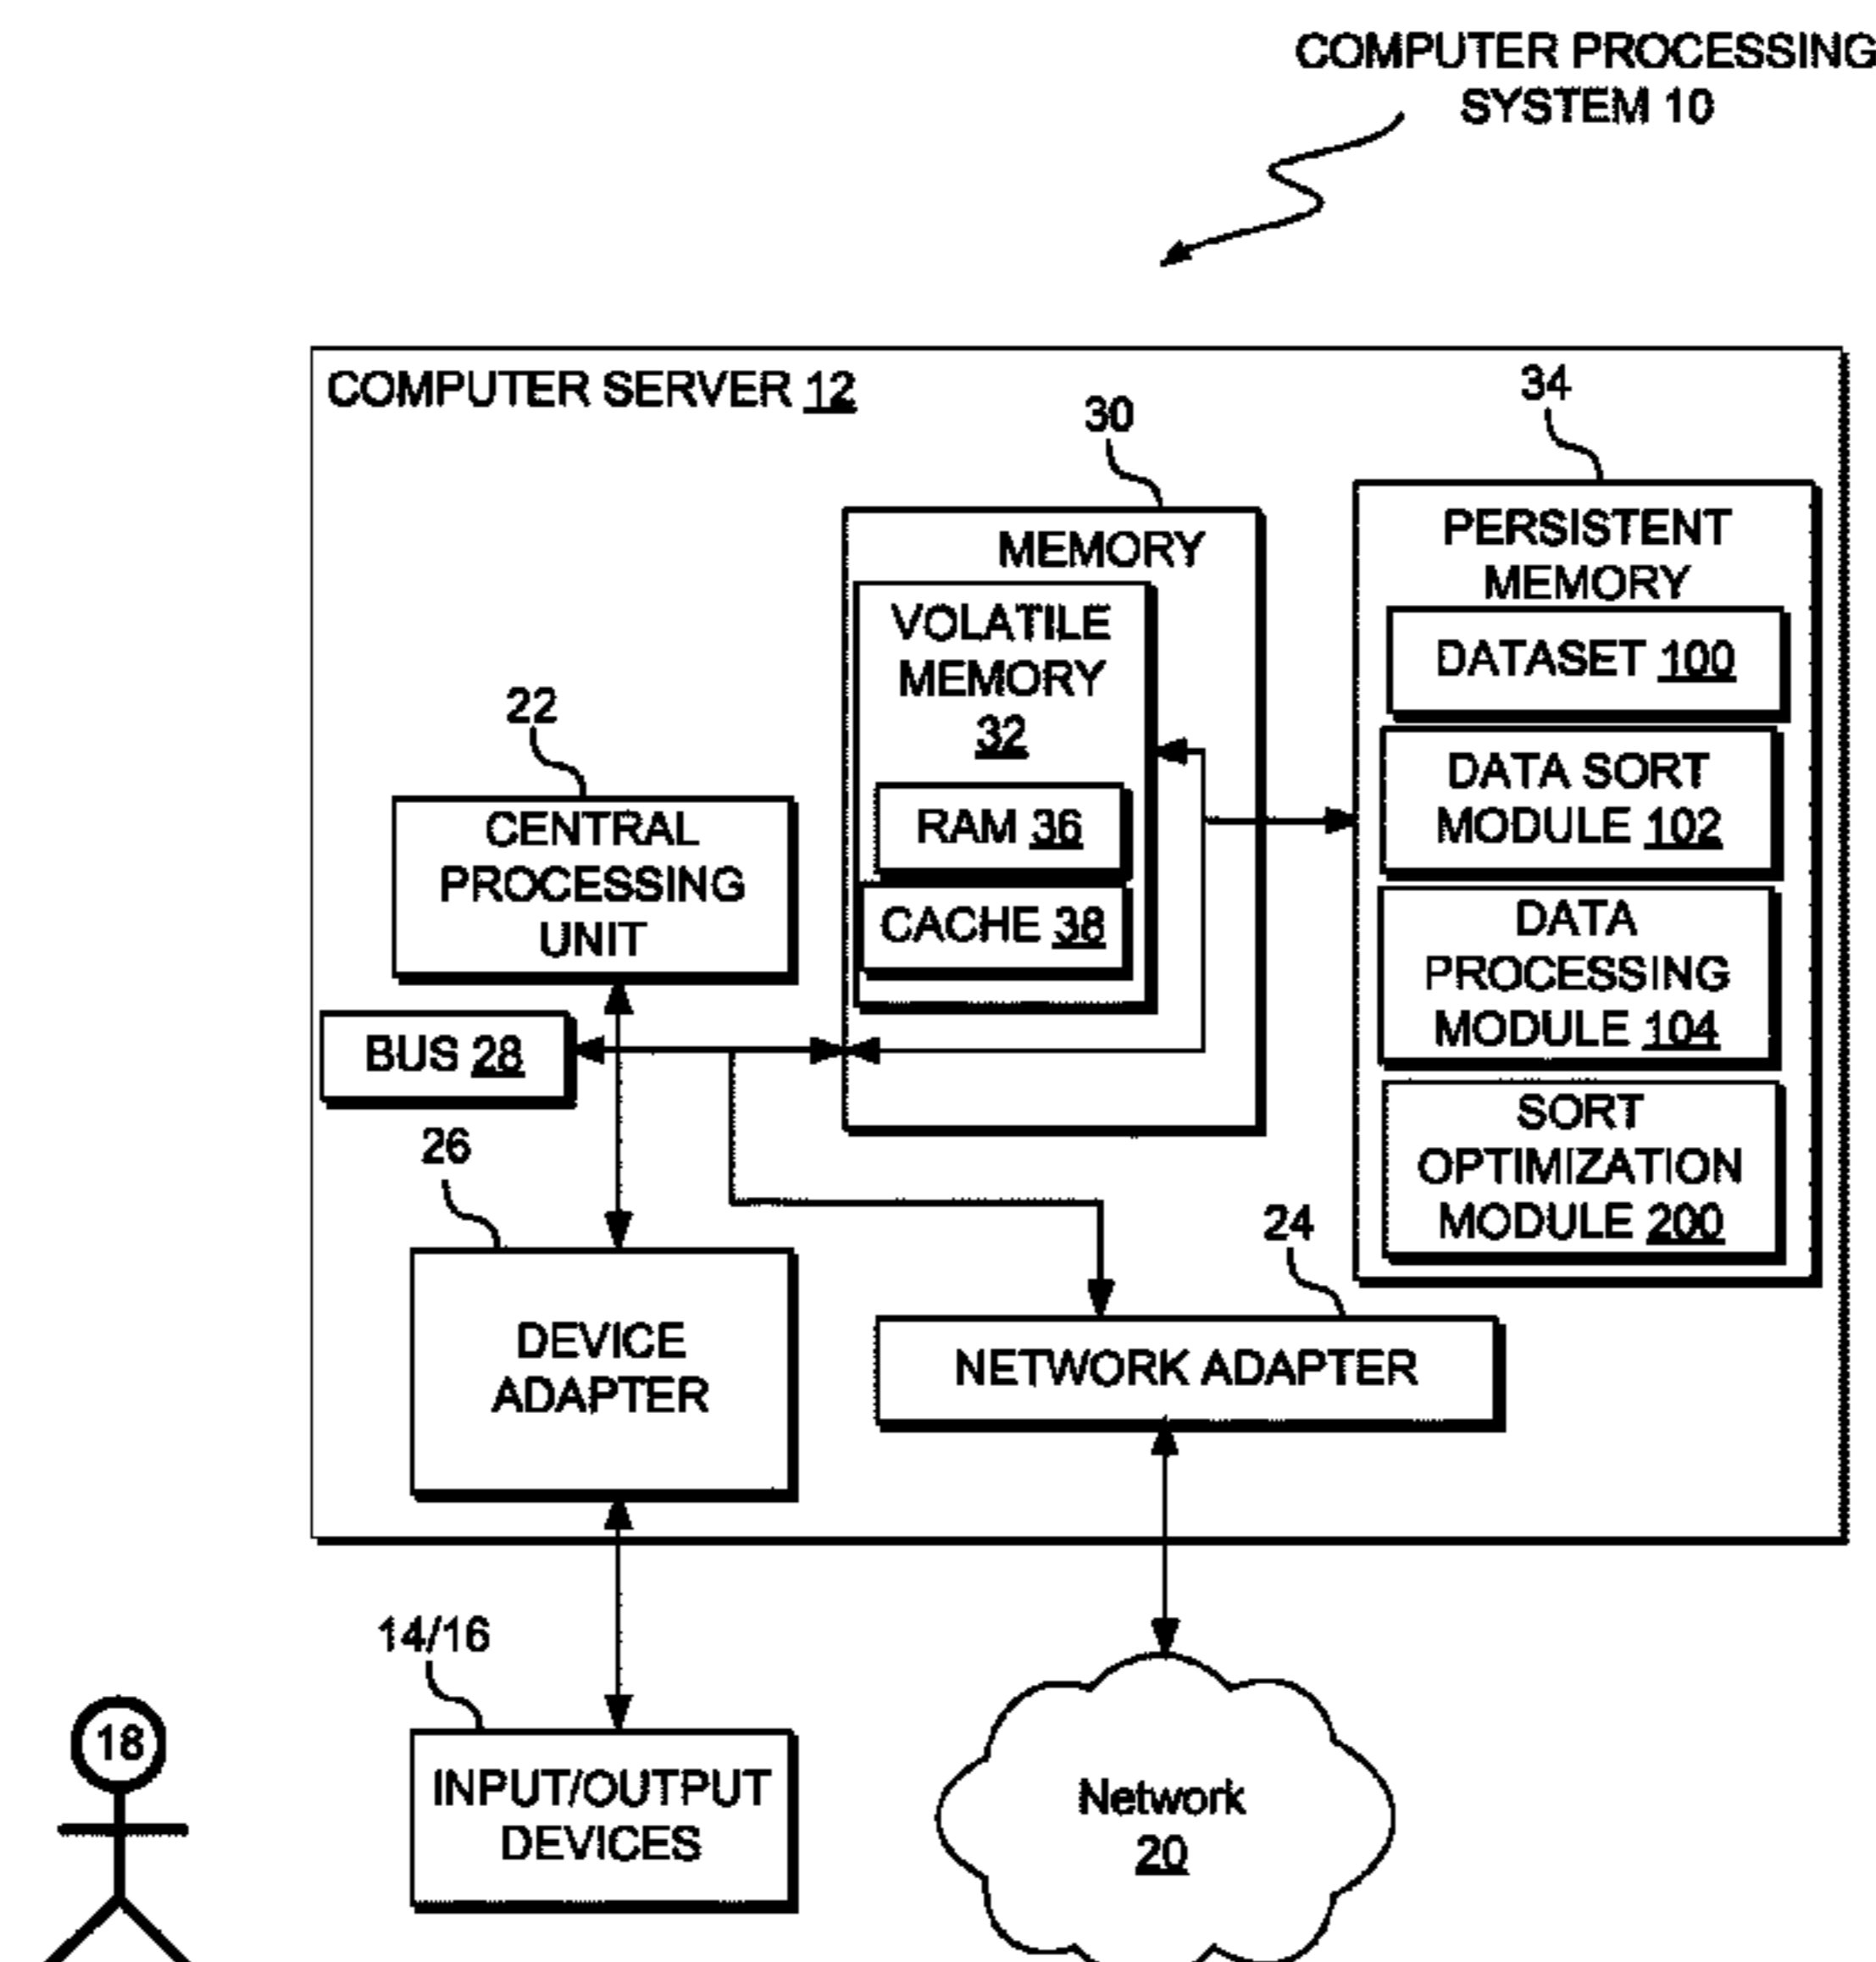 COMPUTER PROCESSING
SYSTEM 10
COMPUTER SERVER 12
34
30
PERSISTENT
MEMORY
MEMORY
VOLATILE
MEMORY
32
RAM 36
CACHE 38
DATASET 100
DATA SORT
MODULE 102
DATA
PROCESSING
MODULE 104
SORT
OPTIMIZATION
MODULE 200
22
CENTRAL
PROCESSING
UNIT
BUS 28
26
DEVICE
ADAPTER
24
NETWORK ADAPTER
14/16
INPUT/OUTPUT
DEVICES
18
Network
20